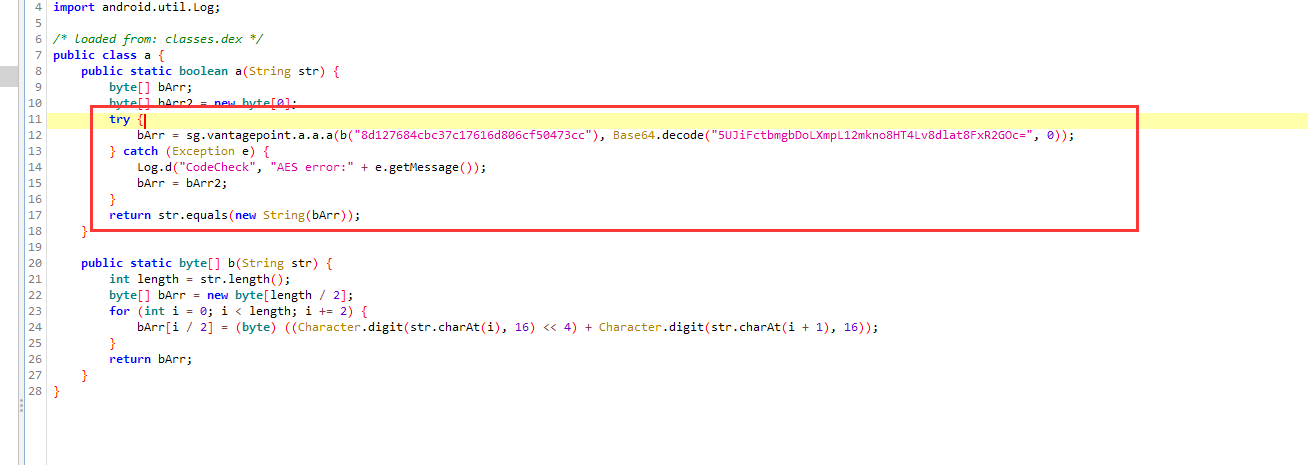 4 import android.util.Log;
5
6 /* loaded from: classes.dex */
7 public class a {
8 public static boolean a(String str) {
9 byte[] bArr;
10 byte[] bArr2 = new byte[0];
11 try {
12 bArr = sg.vantagepoint.a.a.a(b("8d127684cbc37c17616d806cf50473cc"), Base64.decode("5UJiFctbmgbDoLXmpL12mkno8HT4Lv8dlat8FxR2GOc=", 0));
13 } catch (Exception e) {
14 Log.d("CodeCheck", "AES error:" + e.getMessage());
15 bArr = bArr2;
16 }
17 return str.equals(new String(bArr));
18 }
19
20 public static byte[] b(String str) {
21 int length = str.length();
22 byte[] bArr = new byte[length / 2];
23 for (int i = 0; i < length; i += 2) {
24 bArr[i / 2] = (byte) ((Character.digit(str.charAt(i), 16) << 4) + Character.digit(str.charAt(i + 1), 16));
25 }
26 return bArr;
27 }
28 }